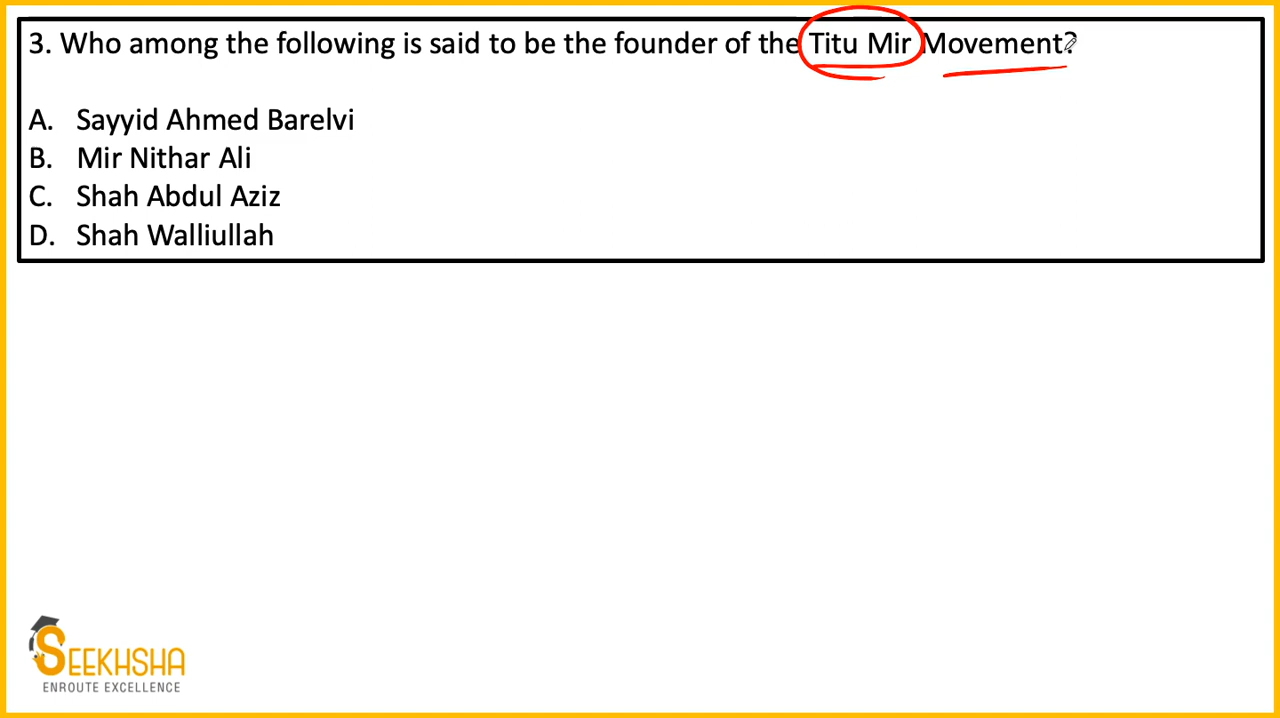 3. Who among the following is said to be the founder of the Titu Mir Movement?
A. Sayyid Ahmed Barelvi
B. Mir Nithar Ali
C. Shah Abdul Aziz
D. Shah Walliullah
SEEKHSHA
ENROUTE EXCELLENCE